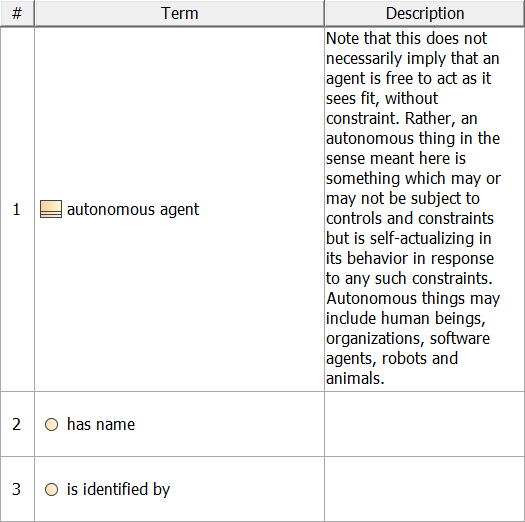 # Term Description
1 autonomous agent
Note that this does not
necessarily imply that an
agent is free to act as it
sees fit, without
constraint. Rather, an
autonomous thing in the
sense meant here is
something which may or
may not be subject to
controls and constraints
but is self-actualizing in
its behavior in response
to any such constraints.
Autonomous things may
include human beings,
organizations, software
agents, robots and
animals.
2 has name
3 is identified by